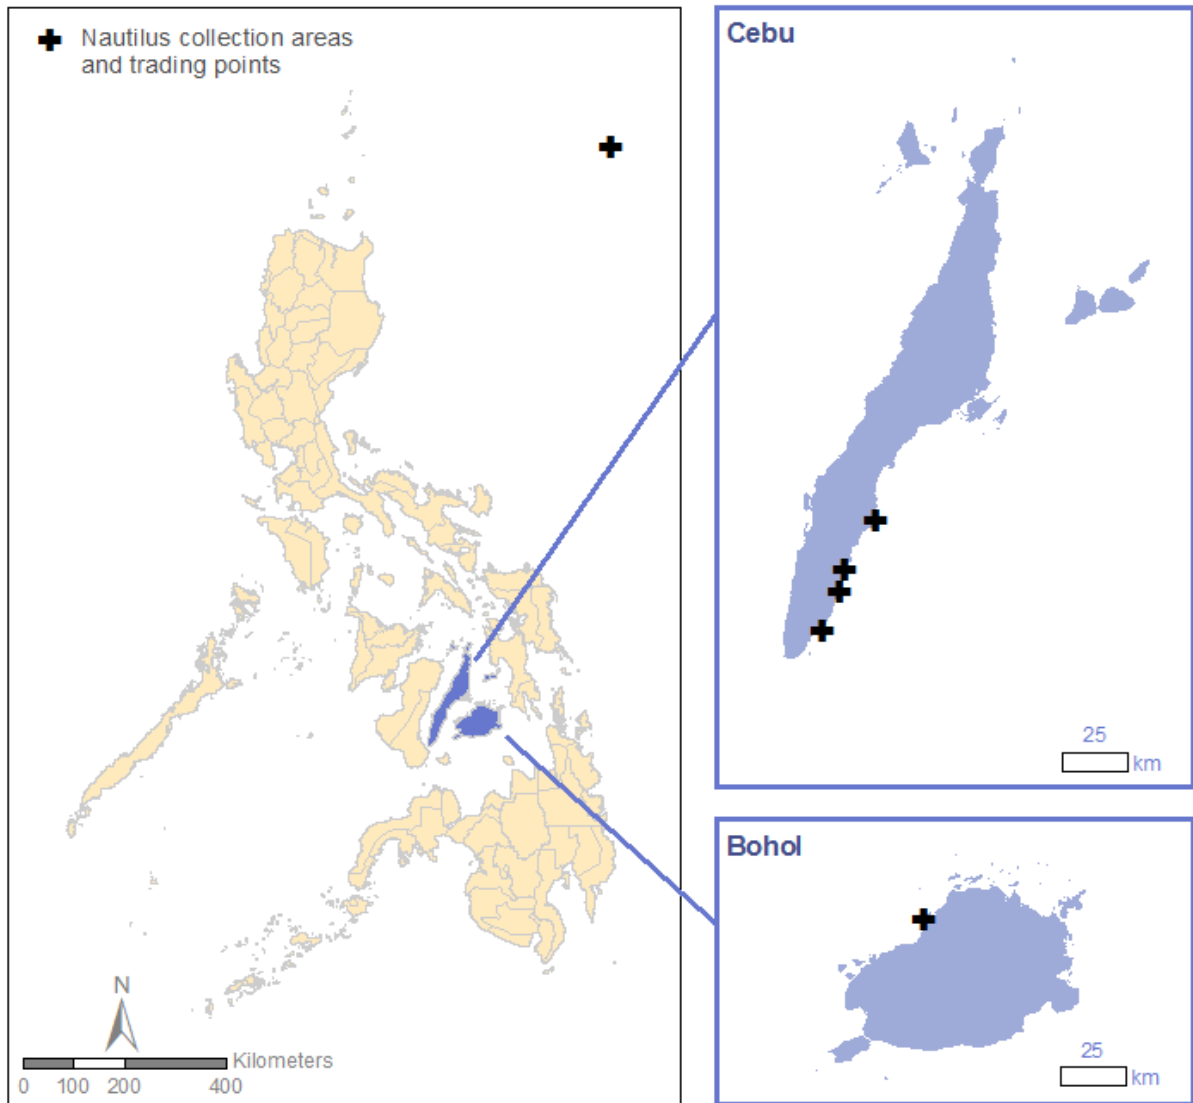 Nautilus collection areas
and trading points
N
Kilometers
0 100 200 400
Cebu
25
km
Bohol
25
km